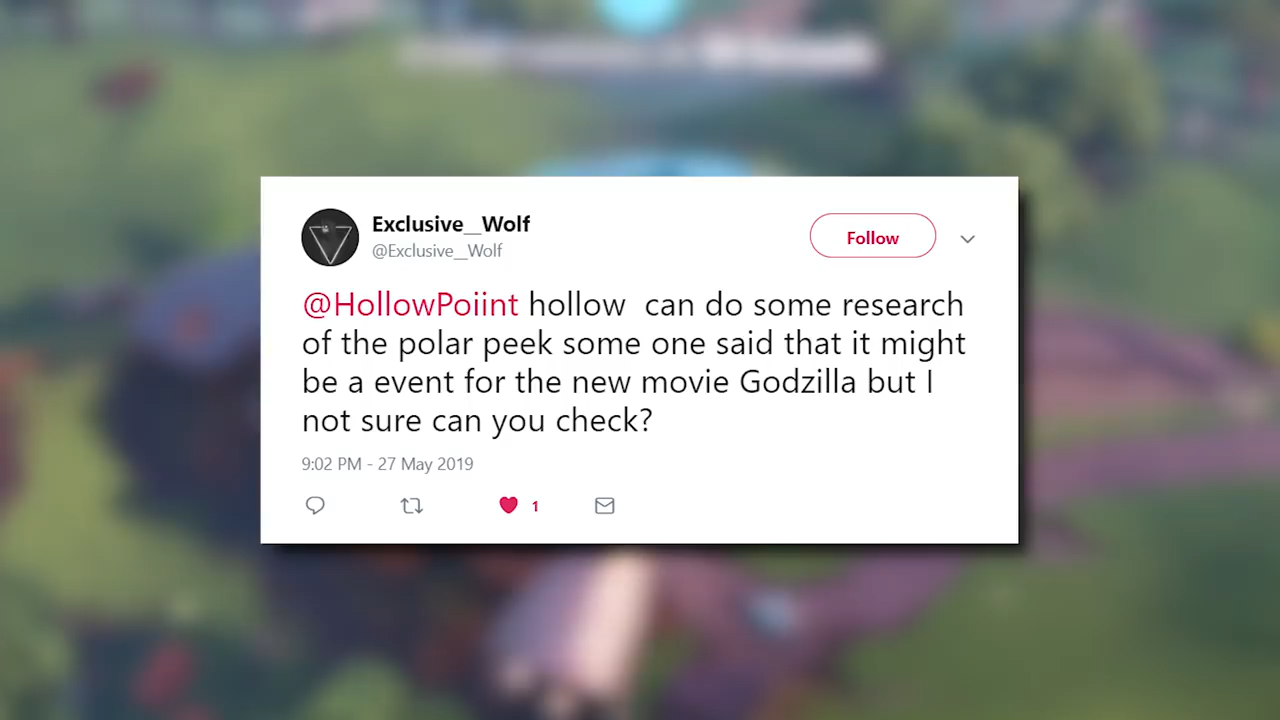 Exclusive__Wolf
@Exclusive__Wolf
Follow
@HollowPoiint hollow  can do some research
of the polar peek some one said that it might
be a event for the new movie Godzilla but I
not sure can you check?
9:02 PM - 27 May 2019
1